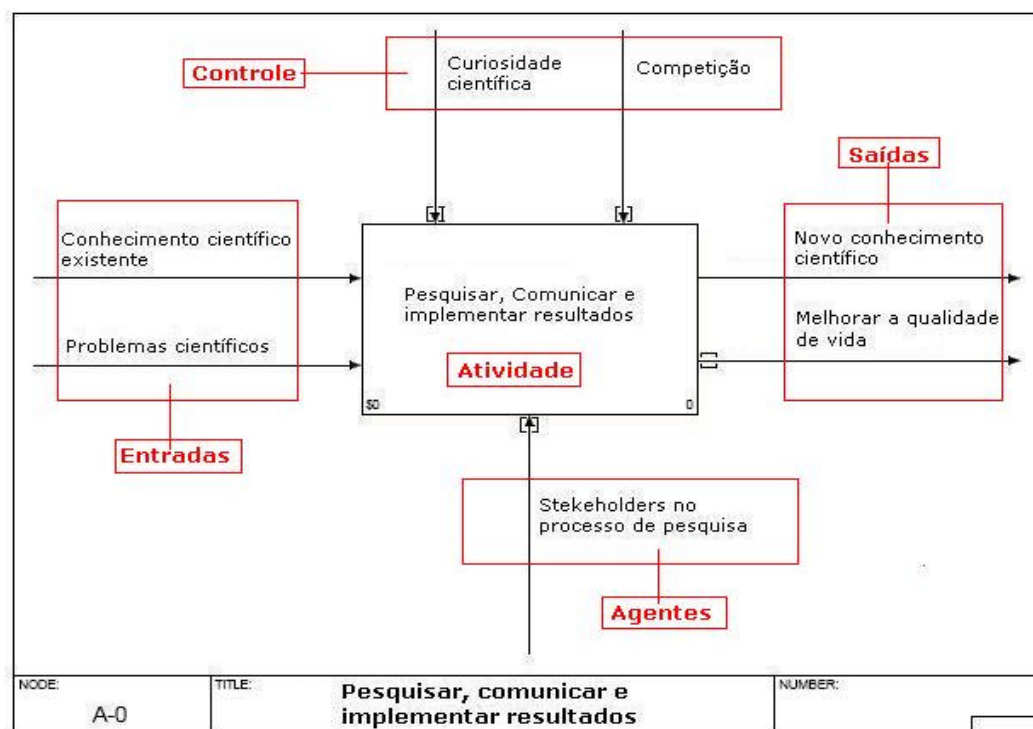 Controle
Curiosidade
científica
Competição
Saídas
Conhecimento científico
existente
Problemas científicos
Entradas
Pesquisar, Comunicar e
implementar resultados
Atividade
$0
0
Novo conhecimento
científico
Melhorar a qualidade
de vida
Stekeholders no
processo de pesquisa
Agentes
NODE:
A-0
TITLE:
Pesquisar, comunicar e
implementar resultados
NUMBER: